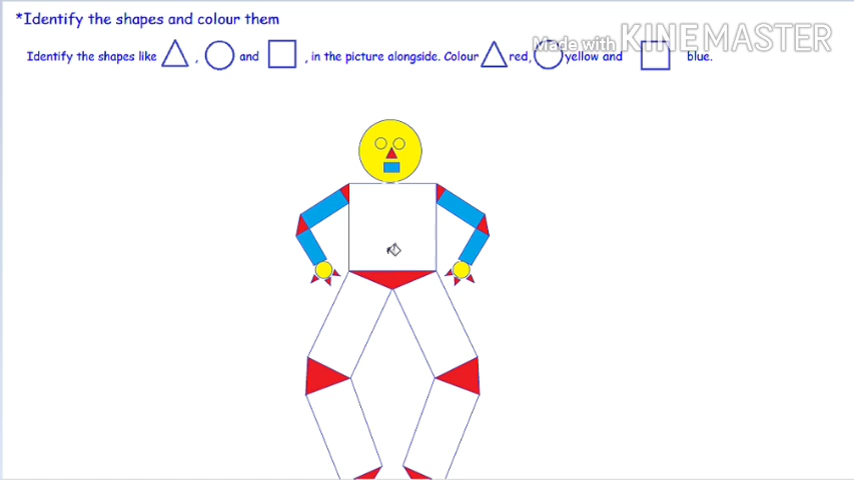 *Identify the shapes and colour them
Made with KINEMASTER
Identify the shapes like , and , in the picture alongside. Colour red, yellow and blue.